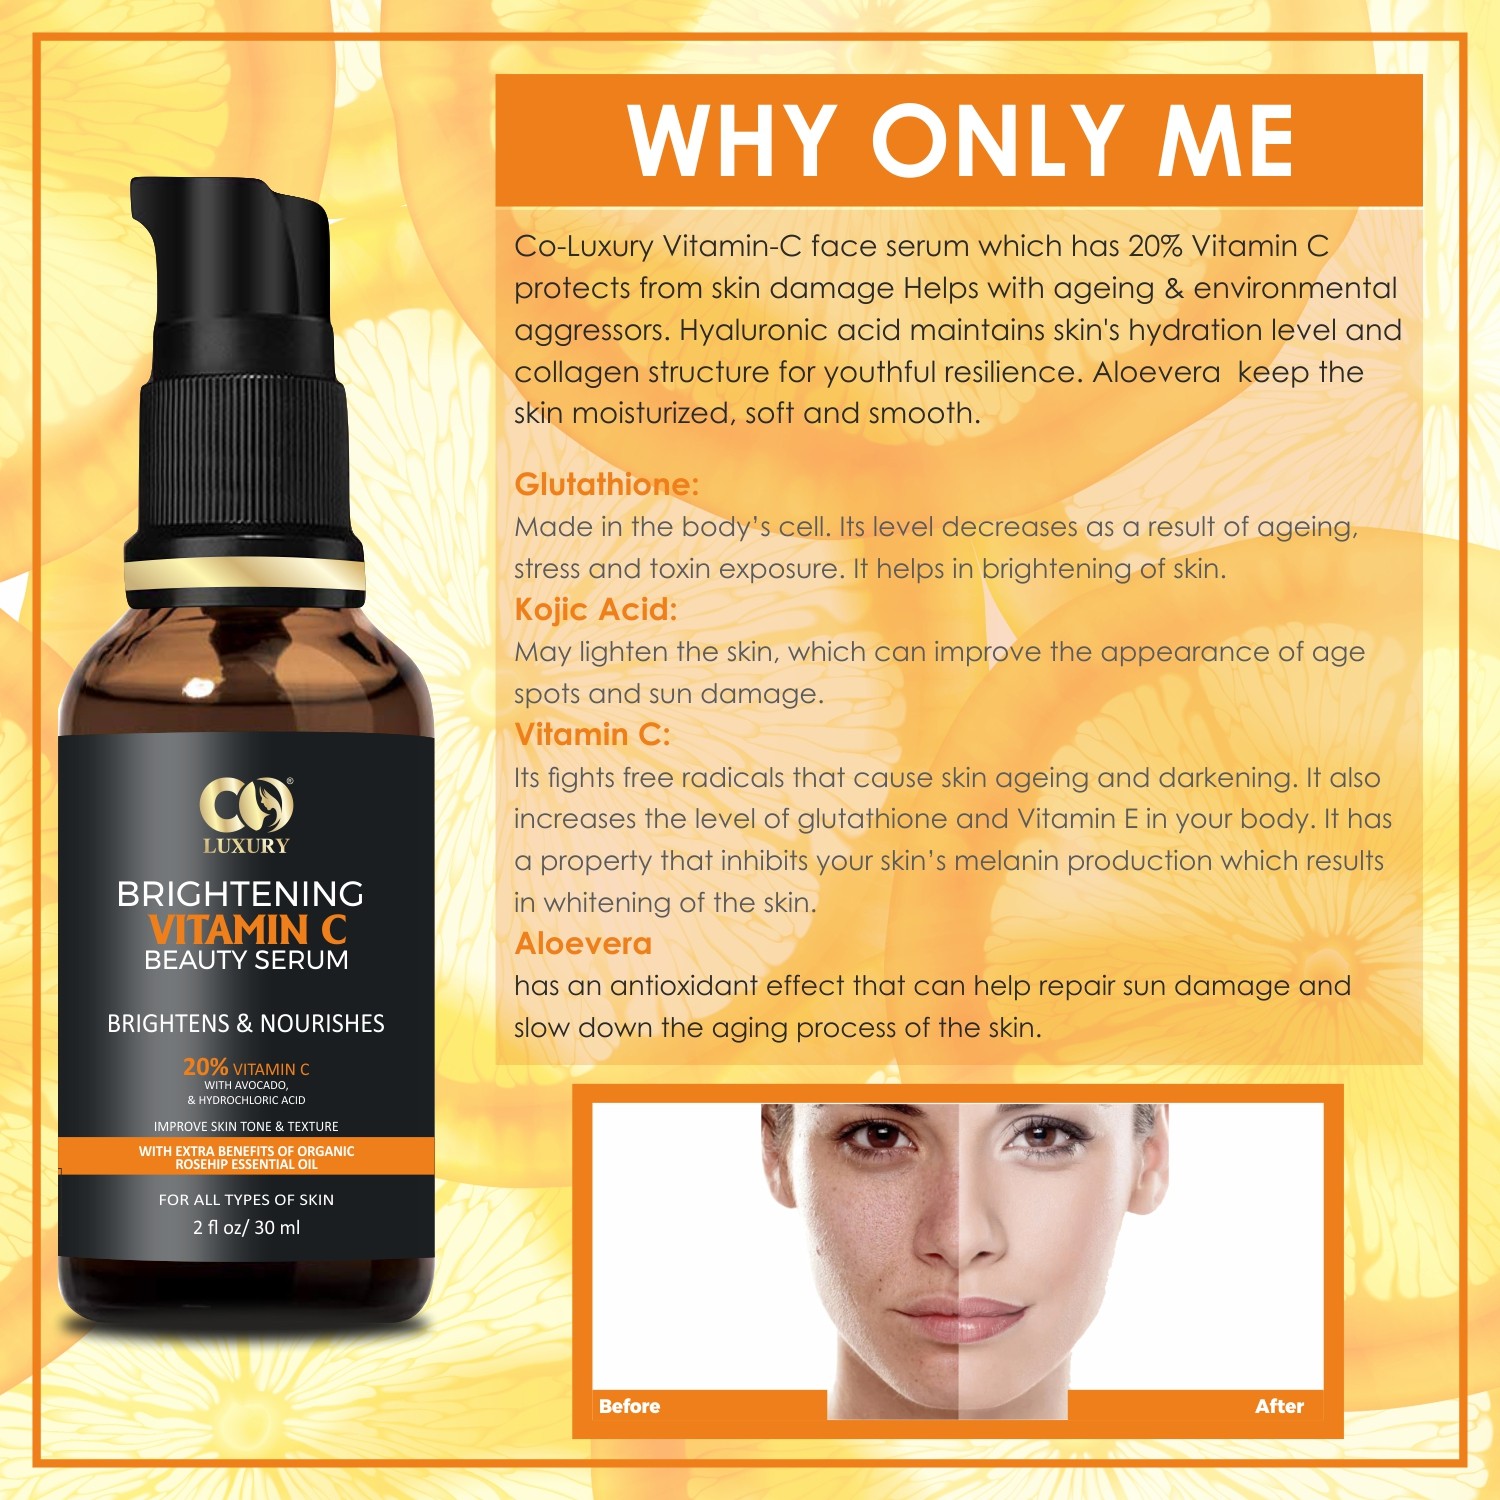 WHY ONLY ME
Co-Luxury Vitamin-C face serum which has 20% Vitamin C
protects from skin damage Helps with ageing & environmental
aggressors. Hyaluronic acid maintains skin's hydration level and
collagen structure for youthful resilience. Aloevera  keep the
skin moisturized, soft and smooth.
Glutathione:
Made in the body’s cell. Its level decreases as a result of ageing,
stress and toxin exposure. It helps in brightening of skin.
Kojic Acid:
May lighten the skin, which can improve the appearance of age
spots and sun damage.
Vitamin C:
Its fights free radicals that cause skin ageing and darkening. It also
increases the level of glutathione and Vitamin E in your body. It has
a property that inhibits your skin’s melanin production which results
in whitening of the skin.
Aloevera
has an antioxidant effect that can help repair sun damage and
slow down the aging process of the skin.
CO®
LUXURY
BRIGHTENING
VITAMIN C
BEAUTY SERUM
BRIGHTENS & NOURISHES
20% VITAMIN C
WITH AVOCADO,
& HYDROCHLORIC ACID
IMPROVE SKIN TONE & TEXTURE
WITH EXTRA BENEFITS OF ORGANIC
ROSEHIP ESSENTIAL OIL
FOR ALL TYPES OF SKIN
2 fl oz/ 30 ml
Before
After